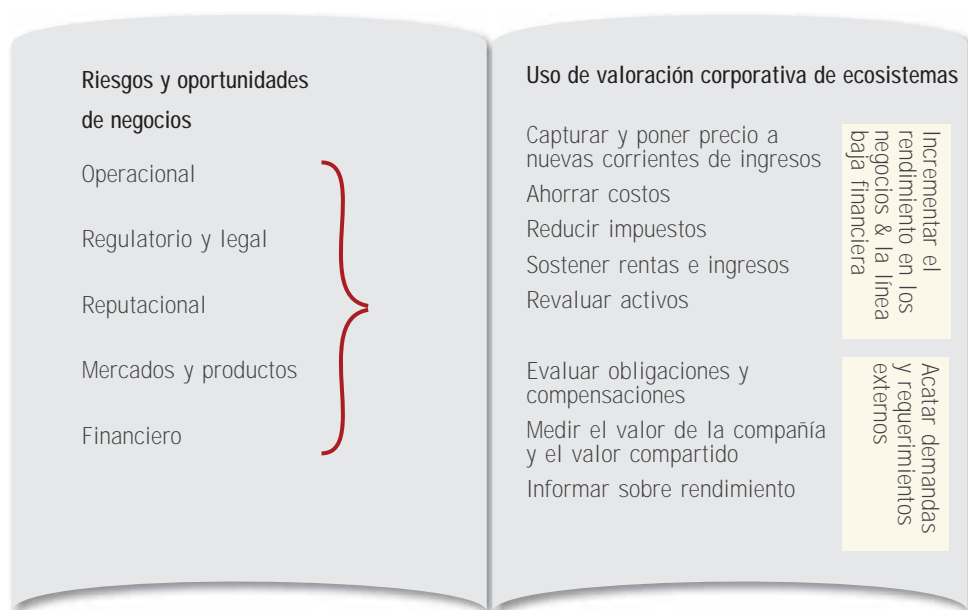 Riesgos y oportunidades
de negocios
Operacional
Regulatorio y legal
Reputacional
Mercados y productos
Financiero
Uso de valoración corporativa de ecosistemas
Capturar y poner precio a
nuevas corrientes de ingresos
Ahorrar costos
Reducir impuestos
Sostener rentas e ingresos
Revaluar activos
Incrementar el
rendimiento en los
negocios & la línea
baja financiera
Evaluar obligaciones y
compensaciones
Medir el valor de la compañía
y el valor compartido
Informar sobre rendimiento
Acatar demandas
y requerimientos
externos